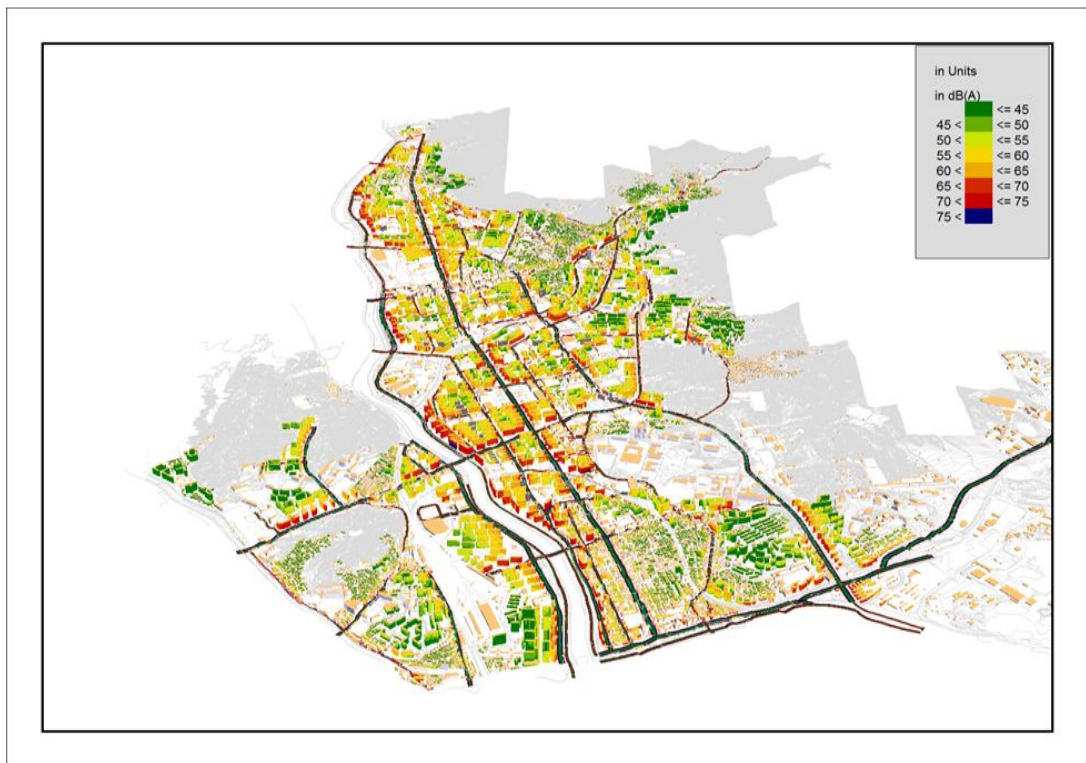 in Units
in dB(A)
<= 45
45 < <= 50
50 < <= 55
55 < <= 60
60 < <= 65
65 < <= 70
70 < <= 75
75 <